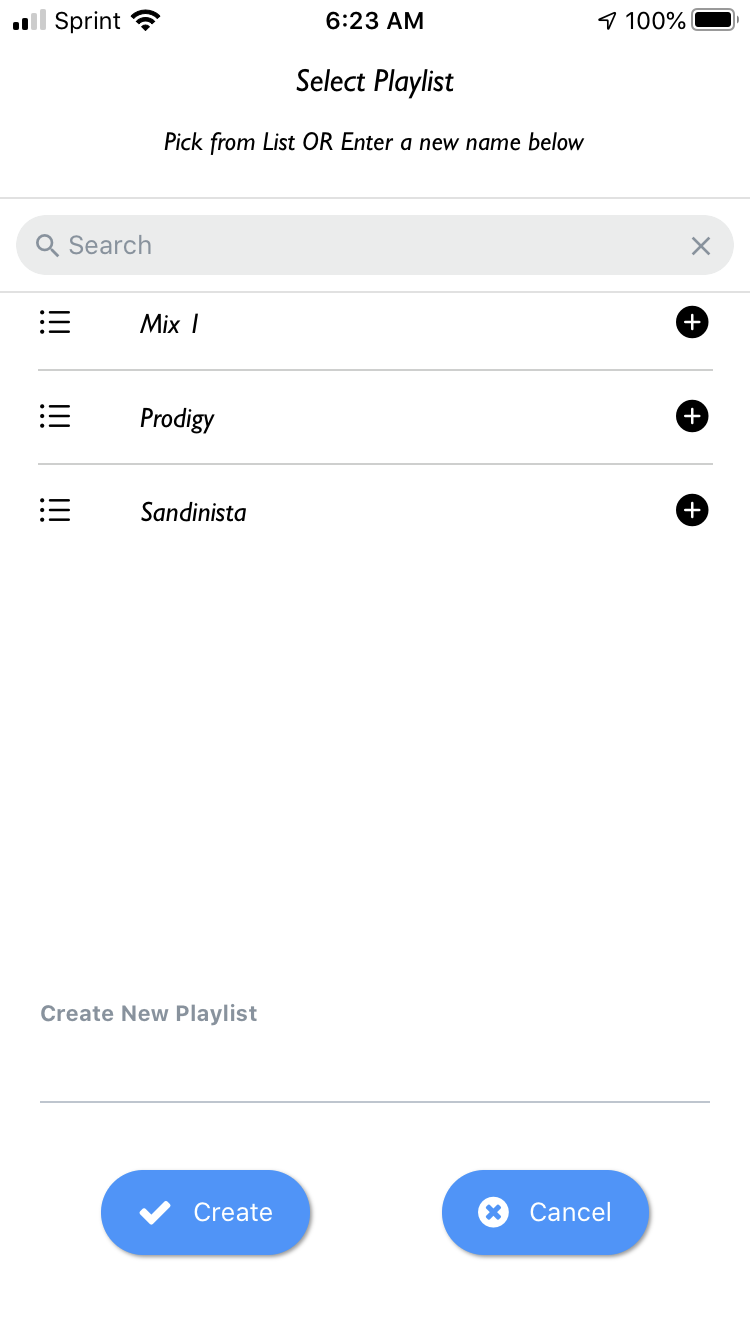 Sprint 6:23 AM 100%
Select Playlist
Pick from List OR Enter a new name below
Search
Mix 1
Prodigy
Sandinista
Create New Playlist
Create Cancel